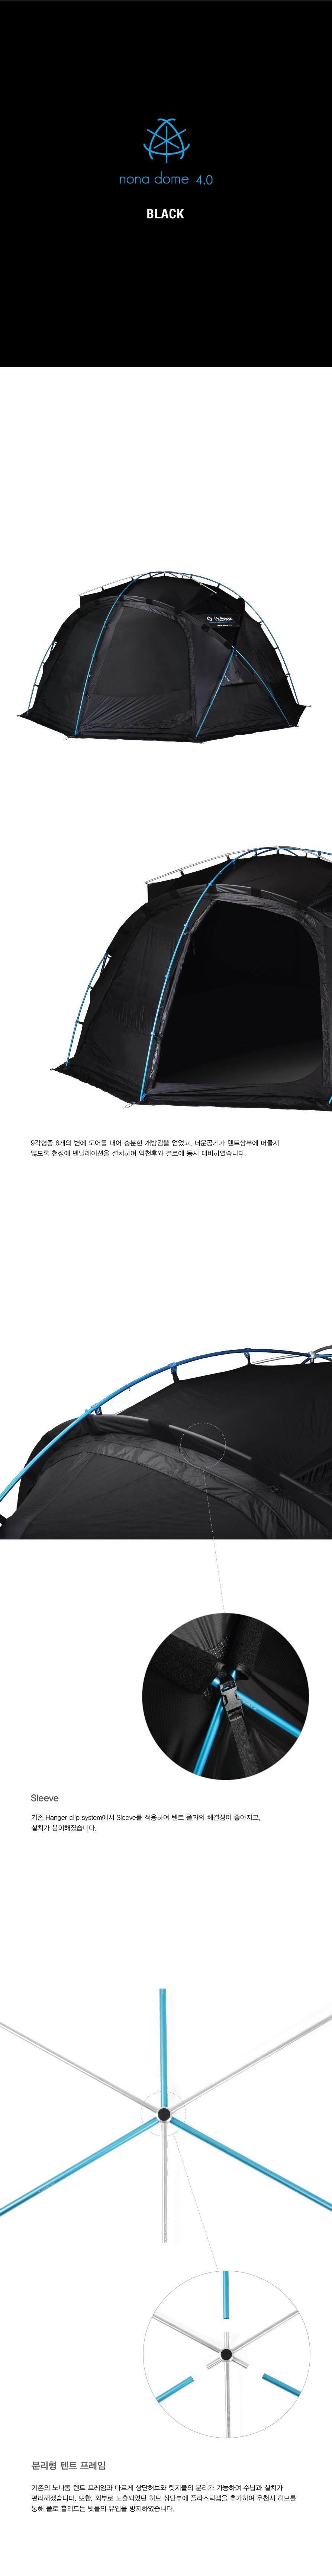 nona dome 4.0
BLACK
9각형중 6개의 변에 도어를 내어 충분한 개방감을 얻었고, 더운공기가 텐트상부에 머물지
않도록 천장에 벤틸레이션을 설치하여 악천후와 결로에 동시 대비하였습니다.
Sleeve
기존 Hanger clip system에서 Sleeve를 적용하여 텐트 폴과의 체결성이 좋아지고,
설치가 용이해졌습니다.
분리형 텐트 프레임
기존의 노나돔 텐트 프레임과 다르게 상단허브와 릿지폴의 분리가 가능하여 수납과 설치가
편리해졌습니다. 또한, 외부로 노출되었던 허브 상단부에 플라스틱캡을 추가하여 우천시 허브를
통해 폴로 흘러드는 빗물의 유입을 방지하였습니다.